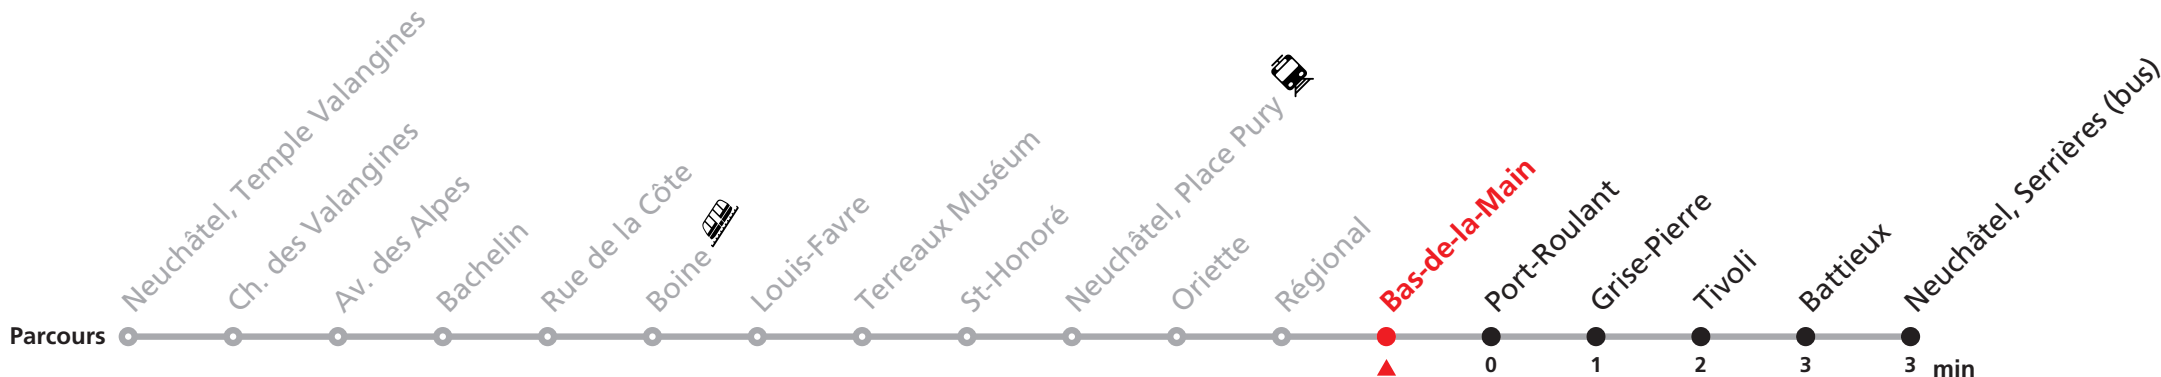 Neuchâtel, Temple Valangines
Ch. des Valangines
Av. des Alpes
Bachelin
Rue de la Côte
Boine
Louis-Favre
Terreaux Muséum
St-Honoré
Neuchâtel, Place Pury
Oriette
Régional
Bas-de-la-Main
Port-Roulant
Grise-Pierre
Tivoli
Battieux
Neuchâtel, Serrières (bus)
Parcours
0 1 2 3 3 min